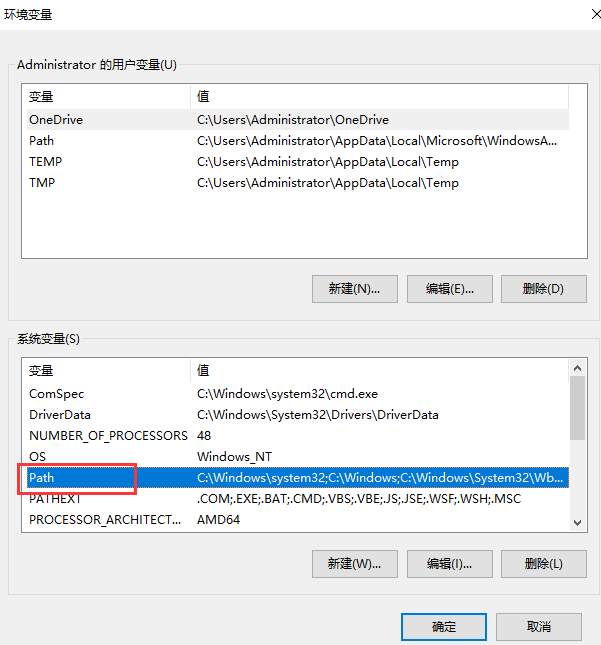 环境变量
Administrator 的用户变量(U)
变量 值
OneDrive C:\Users\Administrator\OneDrive
Path C:\Users\Administrator\AppData\Local\Microsoft\WindowsA...
TEMP C:\Users\Administrator\AppData\Local\Temp
TMP C:\Users\Administrator\AppData\Local\Temp
新建(N)... 编辑(E)... 删除(D)
系统变量(S)
变量 值
ComSpec C:\Windows\system32\cmd.exe
DriverData C:\Windows\System32\Drivers\DriverData
NUMBER_OF_PROCESSORS 48
OS Windows_NT
Path C:\Windows\system32;C:\Windows;C:\Windows\System32\Wb...
PATHEXT .COM;.EXE;.BAT;.CMD;.VBS;.VBE;.JS;.JSE;.WSF;.WSH;.MSC
PROCESSOR_ARCHITECT... AMD64
新建(W)... 编辑(I)... 删除(L)
确定 取消